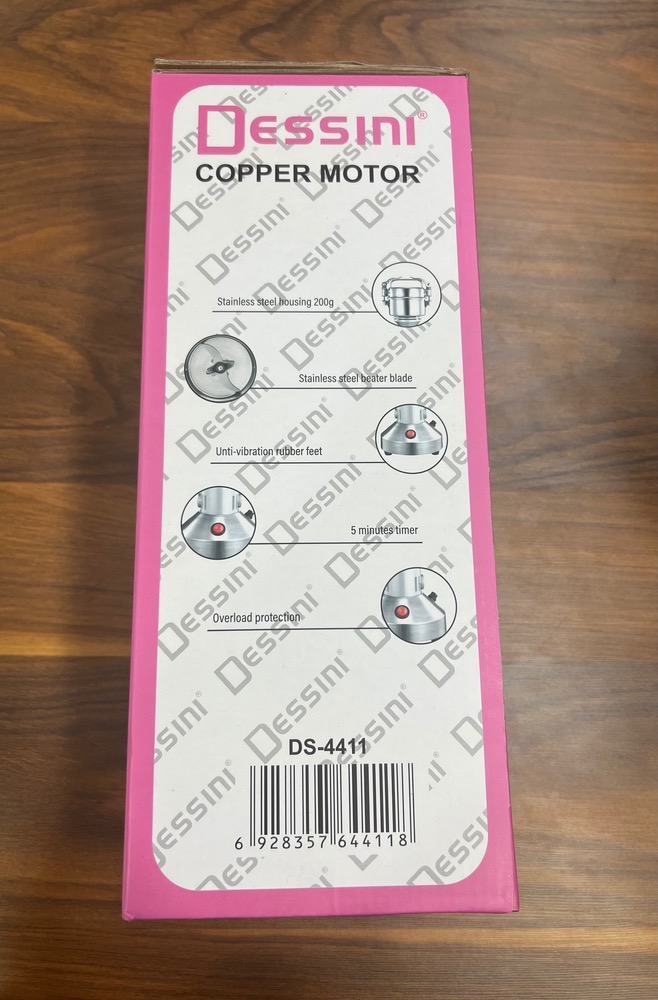 DESSINI®
COPPER MOTOR
Stainless steel housing 200g
Stainless steel beater blade
Unti-vibration rubber feet
5 minutes timer
Overload protection
DS-4411
6 928357 644118